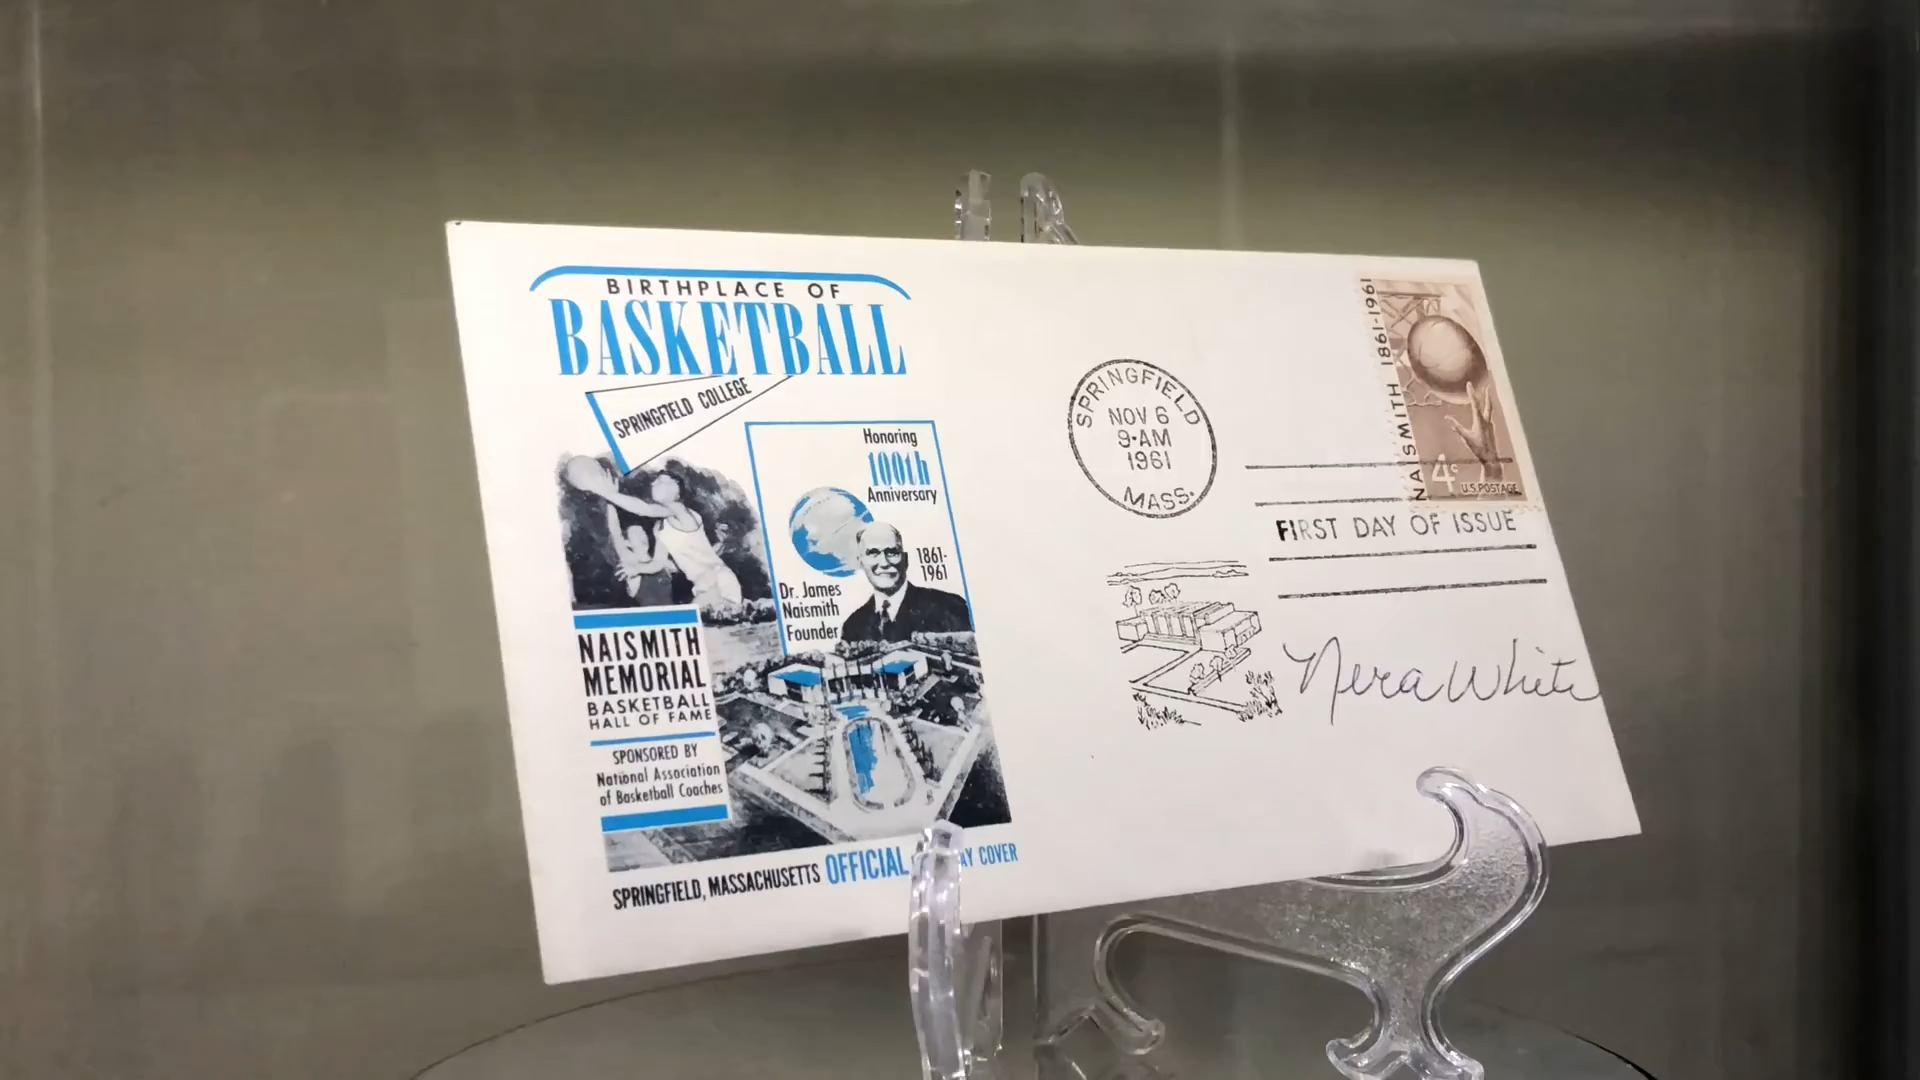 BIRTHPLACE OF
BASKETBALL
SPRINGFIELD COLLEGE
Honoring
100th
Anniversary
1861-
1961
Dr. James
Naismith
Founder
NAISMITH
MEMORIAL
BASKETBALL
HALL OF FAME
SPONSORED BY
National Association
of Basketball Coaches
SPRINGFIELD, MASSACHUSETTS OFFICIAL AY COVER
SPRINGFIELD
NOV 6
9-AM
1961
MASS.
NAISMITH 1861-1961
4c
U.S. POSTAGE
FIRST DAY OF ISSUE
Nera White